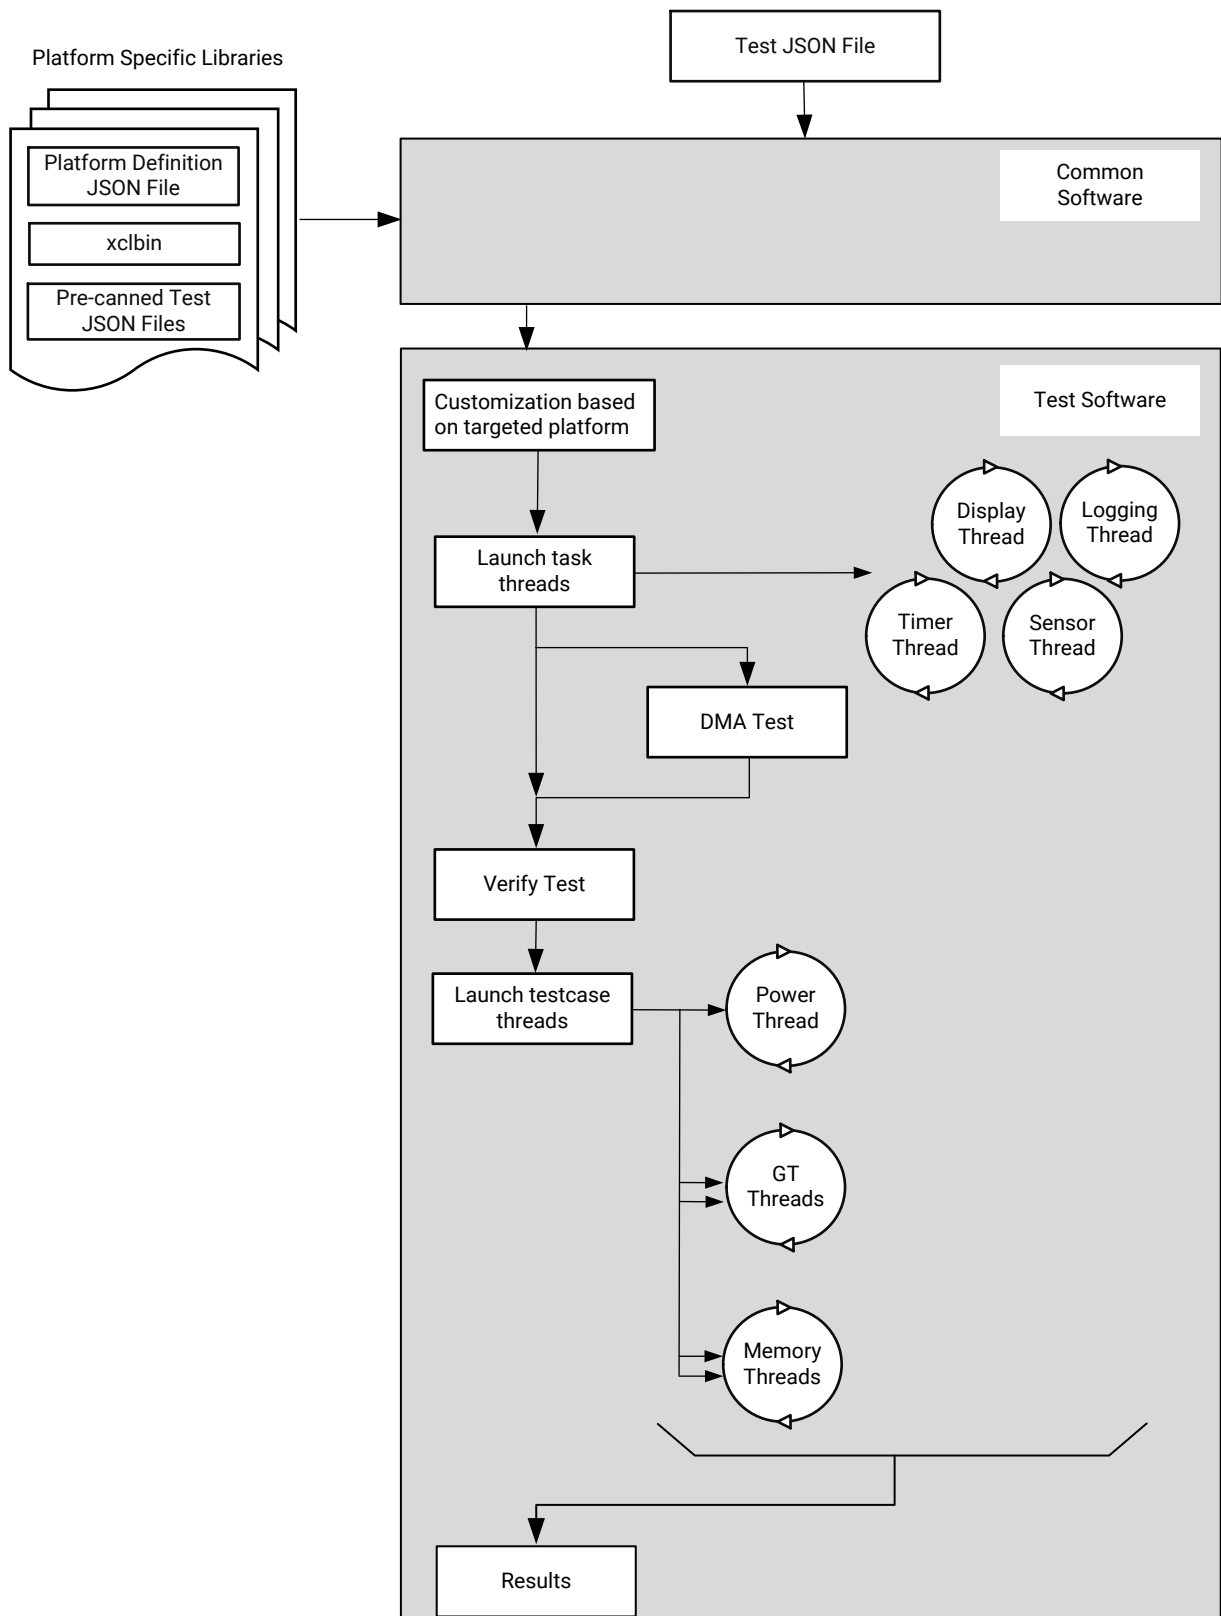 Test JSON File
Platform Specific Libraries
Platform Definition
JSON File
xclbin
Pre-canned Test
JSON Files
Common
Software
Customization based
on targeted platform
Test Software
Display
Thread
Logging
Thread
Launch task
threads
Timer
Thread
Sensor
Thread
DMA Test
Verify Test
Launch testcase
threads
Power
Thread
GT
Threads
Memory
Threads
Results